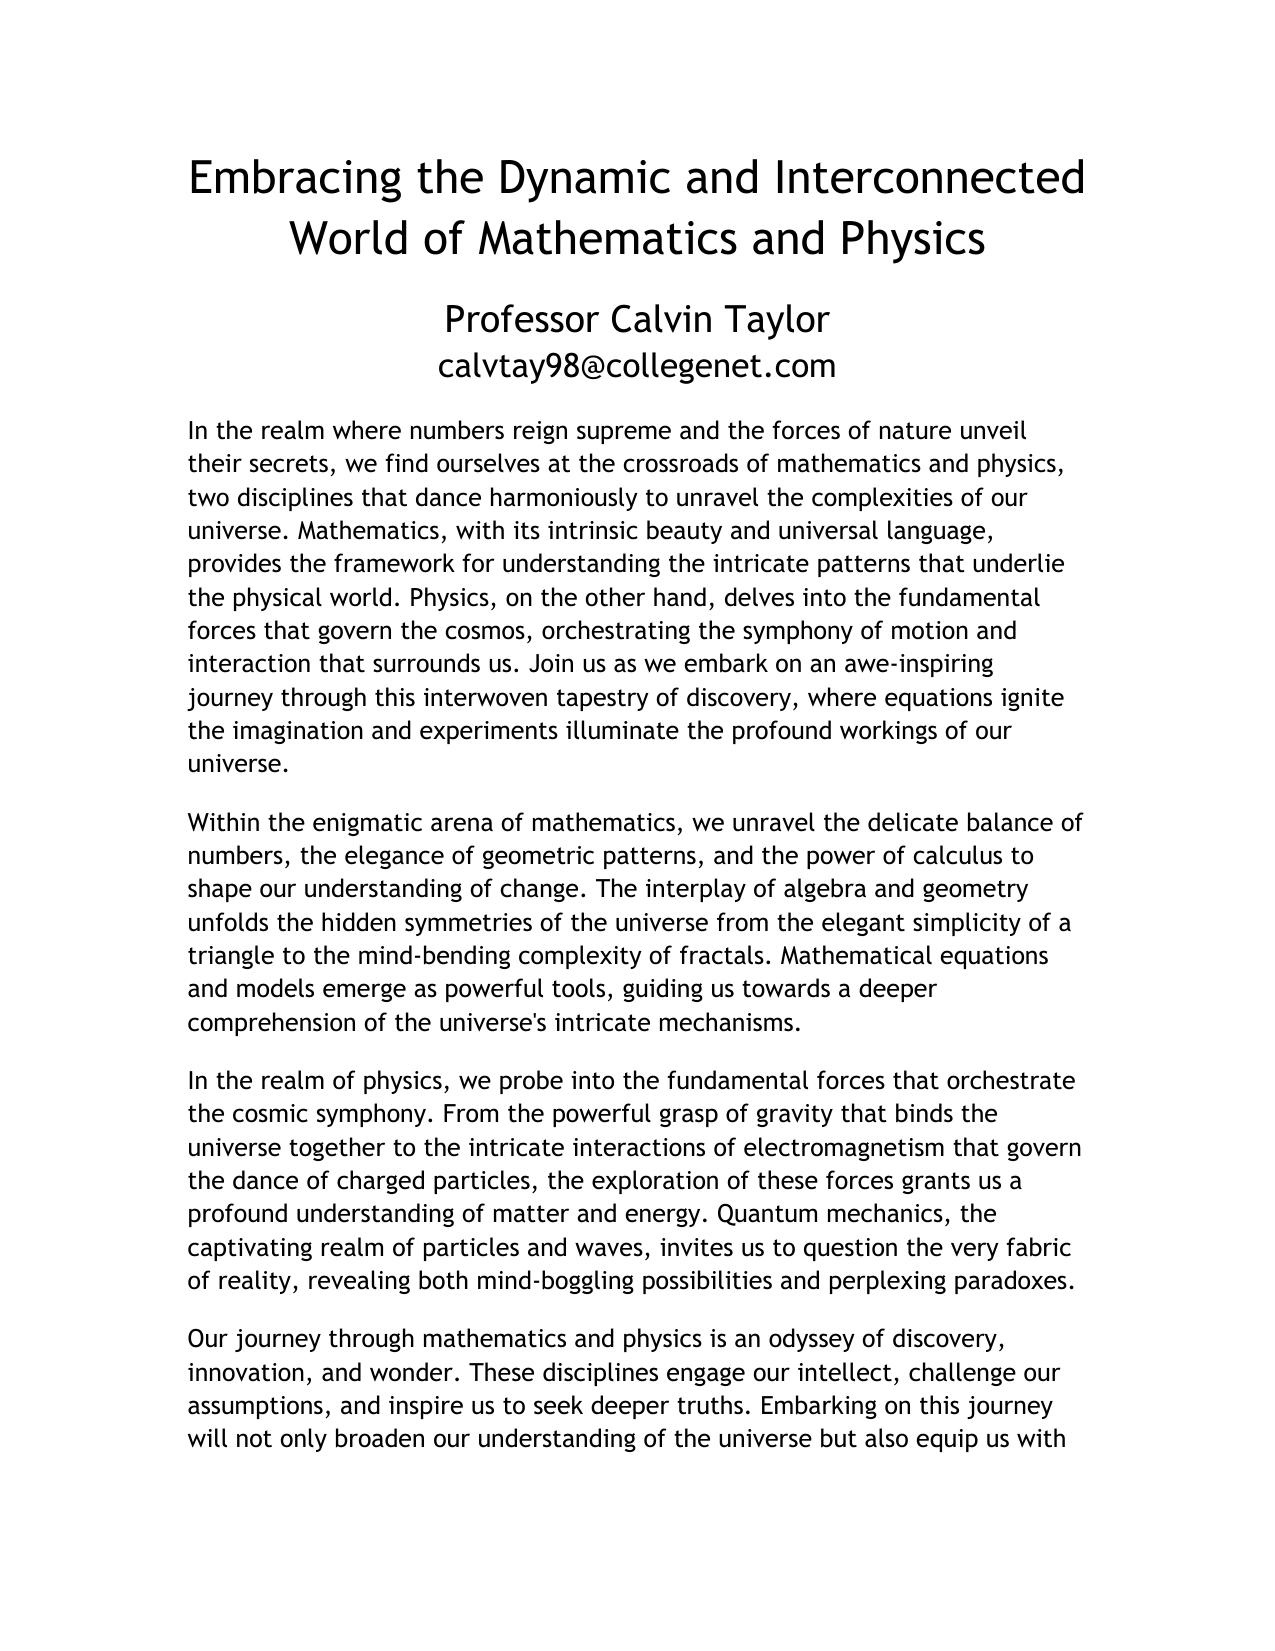 Embracing the Dynamic and Interconnected
World of Mathematics and Physics
Professor Calvin Taylor
calvtay98@collegenet.com
In the realm where numbers reign supreme and the forces of nature unveil
their secrets, we find ourselves at the crossroads of mathematics and physics,
two disciplines that dance harmoniously to unravel the complexities of our
universe. Mathematics, with its intrinsic beauty and universal language,
provides the framework for understanding the intricate patterns that underlie
the physical world. Physics, on the other hand, delves into the fundamental
forces that govern the cosmos, orchestrating the symphony of motion and
interaction that surrounds us. Join us as we embark on an awe-inspiring
journey through this interwoven tapestry of discovery, where equations ignite
the imagination and experiments illuminate the profound workings of our
universe.
Within the enigmatic arena of mathematics, we unravel the delicate balance of
numbers, the elegance of geometric patterns, and the power of calculus to
shape our understanding of change. The interplay of algebra and geometry
unfolds the hidden symmetries of the universe from the elegant simplicity of a
triangle to the mind-bending complexity of fractals. Mathematical equations
and models emerge as powerful tools, guiding us towards a deeper
comprehension of the universe's intricate mechanisms.
In the realm of physics, we probe into the fundamental forces that orchestrate
the cosmic symphony. From the powerful grasp of gravity that binds the
universe together to the intricate interactions of electromagnetism that govern
the dance of charged particles, the exploration of these forces grants us a
profound understanding of matter and energy. Quantum mechanics, the
captivating realm of particles and waves, invites us to question the very fabric
of reality, revealing both mind-boggling possibilities and perplexing paradoxes.
Our journey through mathematics and physics is an odyssey of discovery,
innovation, and wonder. These disciplines engage our intellect, challenge our
assumptions, and inspire us to seek deeper truths. Embarking on this journey
will not only broaden our understanding of the universe but also equip us with